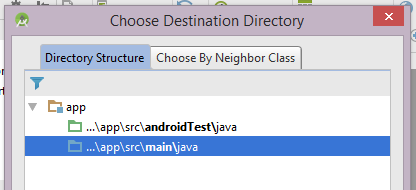 Choose Destination Directory
Directory Structure Choose By Neighbor Class
app
...\app\src\androidTest\java
...\app\src\main\java